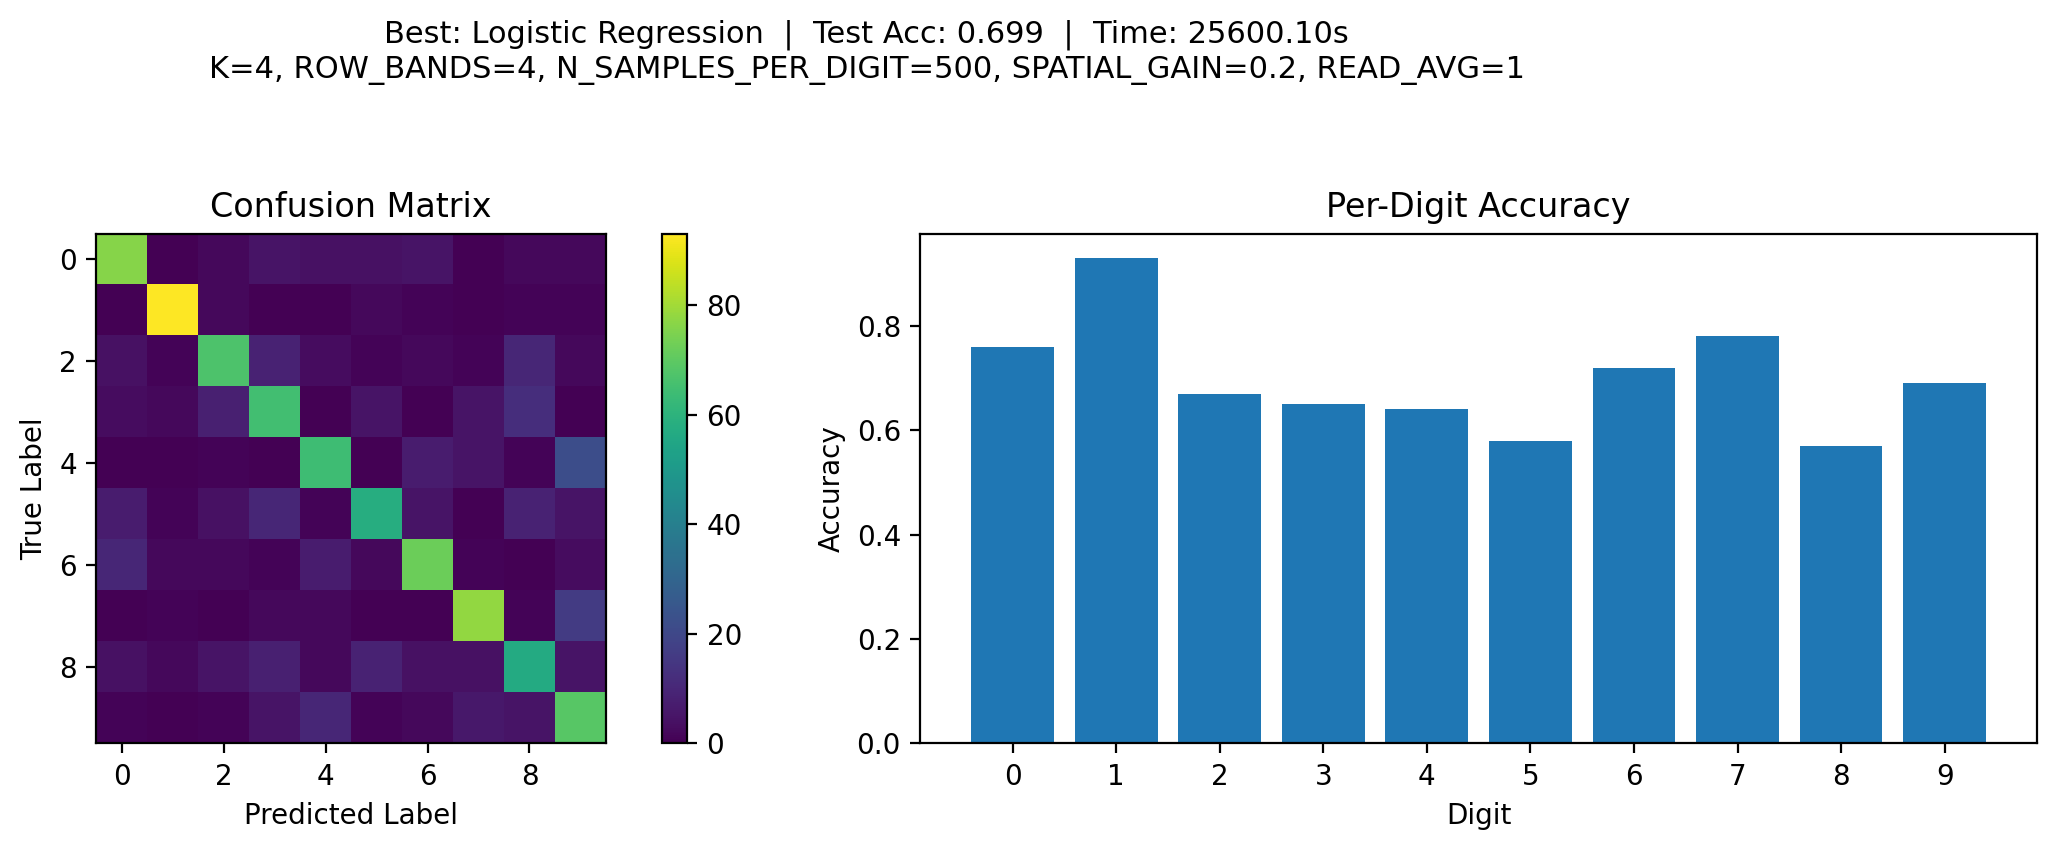 Best: Logistic Regression  |  Test Acc: 0.699  |  Time: 25600.10s
K=4, ROW_BANDS=4, N_SAMPLES_PER_DIGIT=500, SPATIAL_GAIN=0.2, READ_AVG=1
Confusion Matrix
True Label
0
2
4
6
8
0 2 4 6 8
Predicted Label
80
60
40
20
0
Per-Digit Accuracy
Accuracy
0.8
0.6
0.4
0.2
0.0
0 1 2 3 4 5 6 7 8 9
Digit